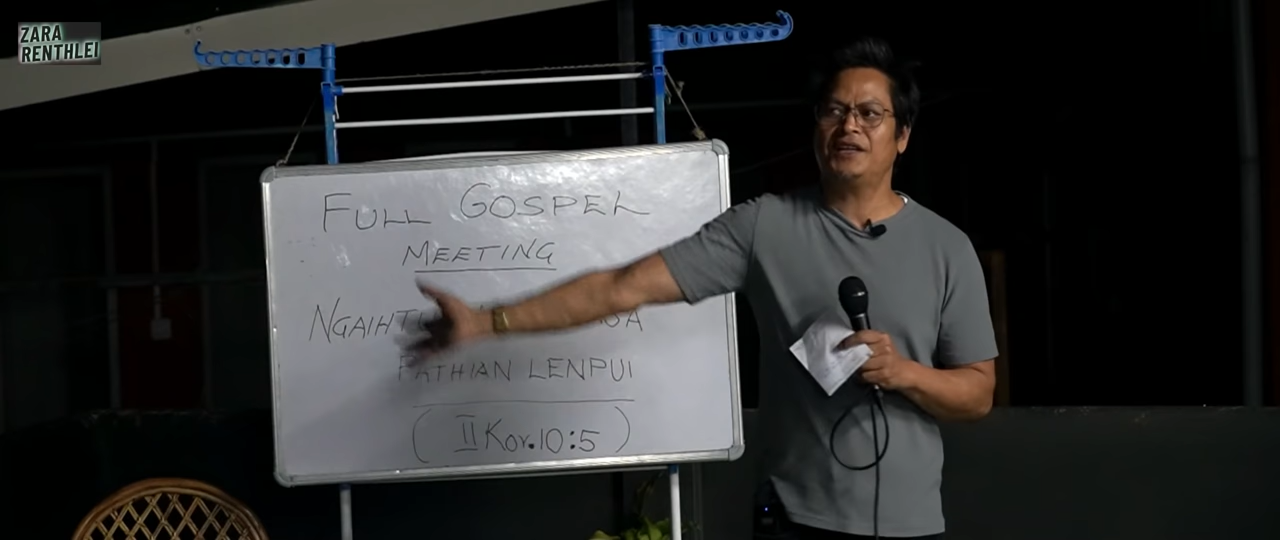 ZARA
RENTHLEI
FULL GOSPEL
MEETING
PATHIAN LENPUI
(II Kor.10:5)